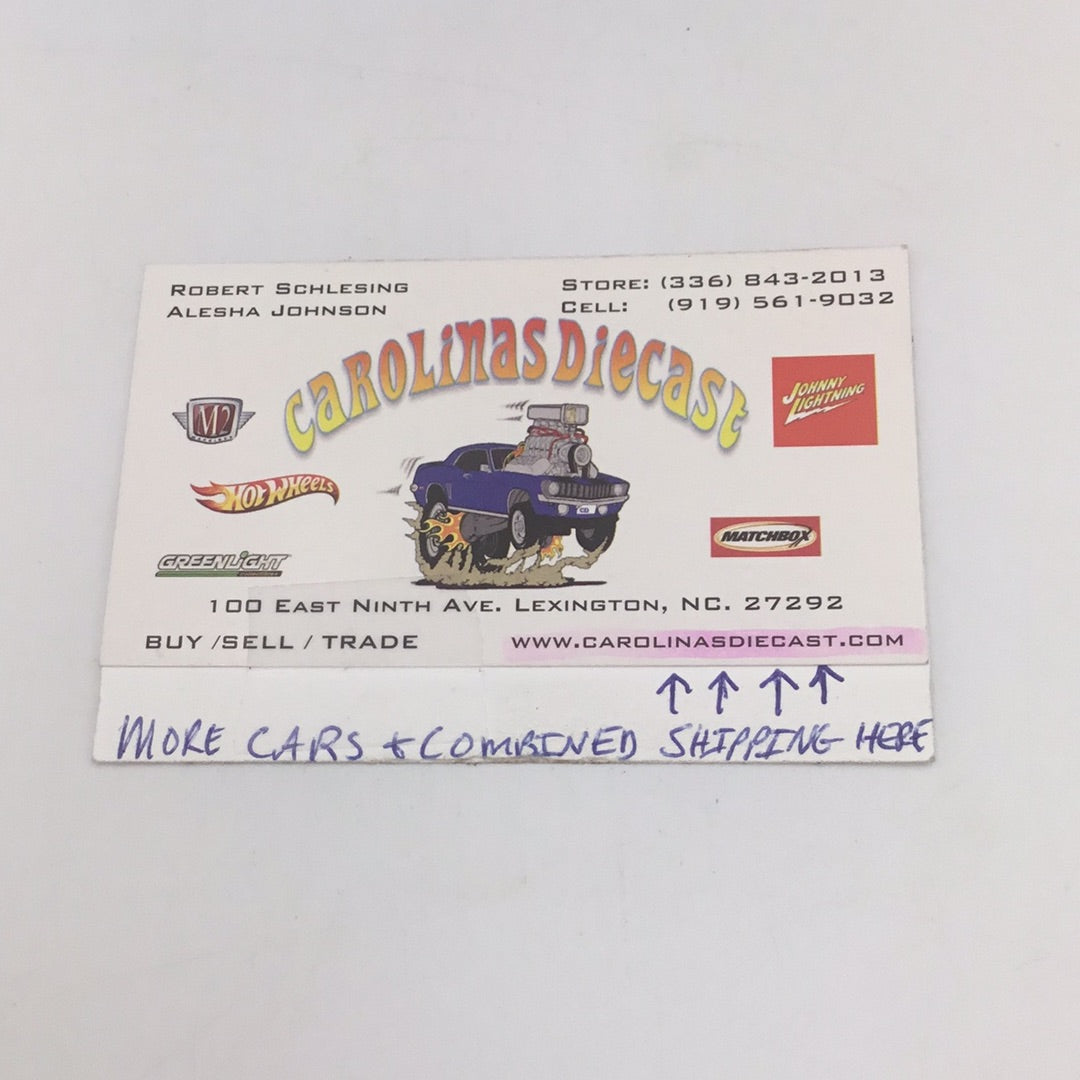 ROBERT SCHLESING
ALESHA JOHNSON
STORE: (336) 843-2013
CELL: (919) 561-9032
CAROLINAS DIECAST
M2
JOHNNY
LIGHTNING
HOT WHEELS
CD
MATCHBOX
GREENLIGHT
100 EAST NINTH AVE. LEXINGTON, NC. 27292
BUY /SELL / TRADE
WWW.CAROLINASDIECAST.COM
MORE CARS + COMBINED SHIPPING HERE